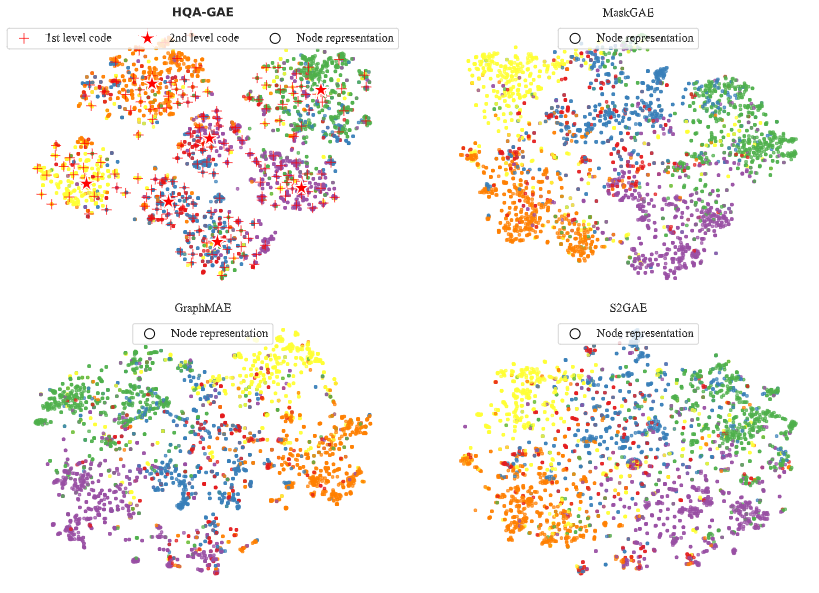 HQA-GAE
1st level code 2nd level code Node representation
MaskGAE
Node representation
GraphMAE
Node representation
S2GAE
Node representation